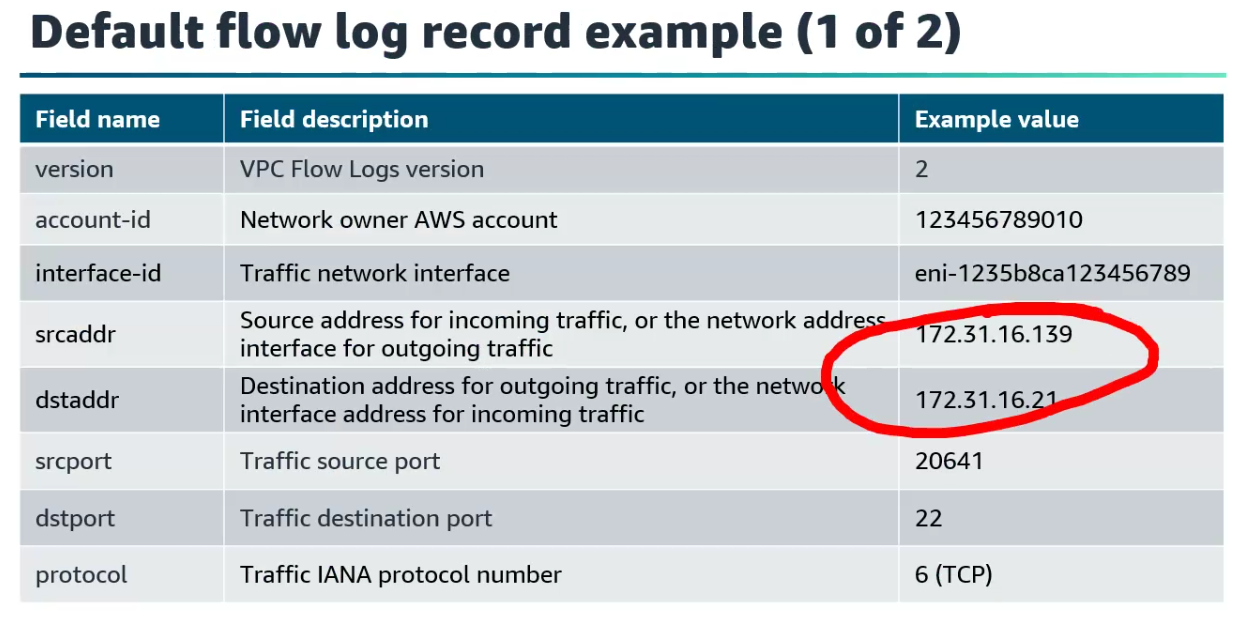 Default flow log record example (1 of 2)
Field name Field description Example value
version VPC Flow Logs version 2
account-id Network owner AWS account 123456789010
interface-id Traffic network interface eni-1235b8ca123456789
srcaddr Source address for incoming traffic, or the network address 172.31.16.139
interface for outgoing traffic
dstaddr Destination address for outgoing traffic, or the network 172.31.16.21
interface address for incoming traffic
srcport Traffic source port 20641
dstport Traffic destination port 22
protocol Traffic IANA protocol number 6 (TCP)